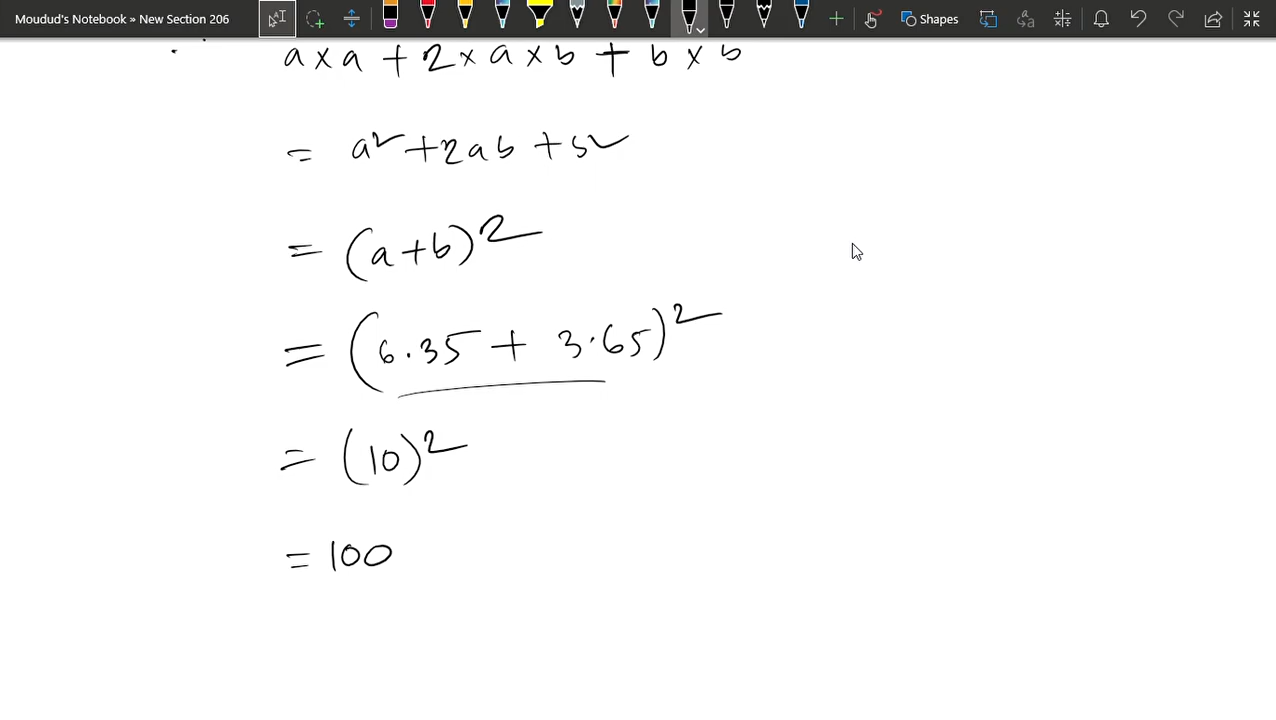 Moudud's Notebook » New Section 206 Shapes
a × a + 2 × a × b + b × b
= a² + 2ab + b²
= (a+b)²
= (6.35 + 3.65)²
= (10)²
= 100